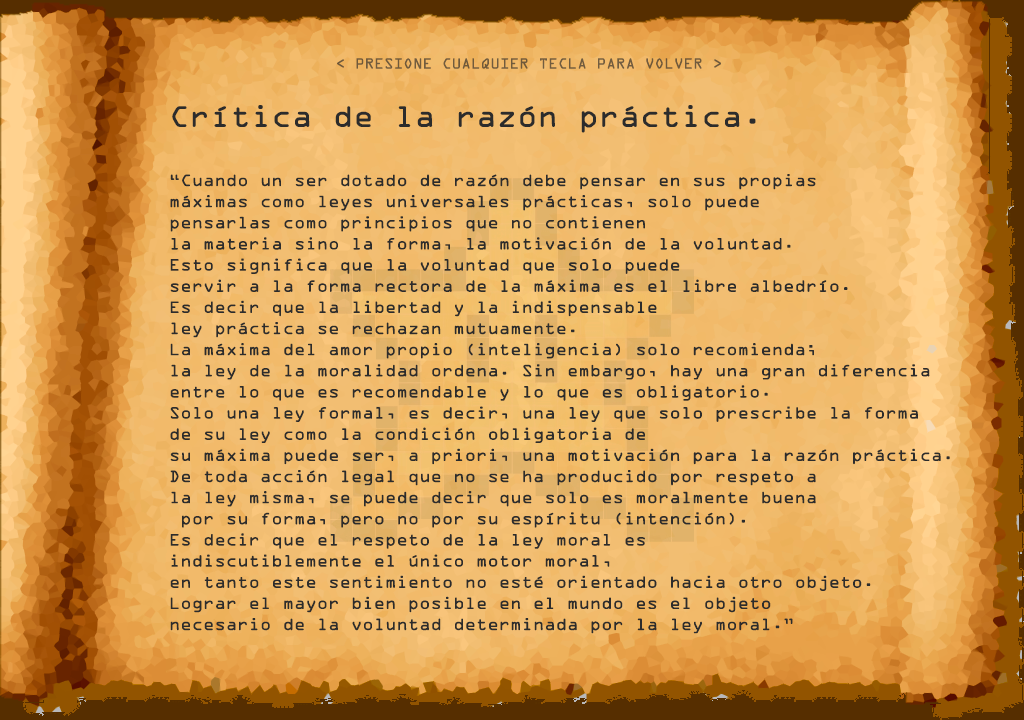 < PRESIONE CUALQUIER TECLA PARA VOLVER >
Crítica de la razón práctica.
“Cuando un ser dotado de razón debe pensar en sus propias
máximas como leyes universales prácticas, solo puede
pensarlas como principios que no contienen
la materia sino la forma, la motivación de la voluntad.
Esto significa que la voluntad que solo puede
servir a la forma rectora de la máxima es el libre albedrío.
Es decir que la libertad y la indispensable
ley práctica se rechazan mutuamente.
La máxima del amor propio (inteligencia) solo recomienda;
la ley de la moralidad ordena. Sin embargo, hay una gran diferencia
entre lo que es recomendable y lo que es obligatorio.
Solo una ley formal, es decir, una ley que solo prescribe la forma
de su ley como la condición obligatoria de
su máxima puede ser, a priori, una motivación para la razón práctica.
De toda acción legal que no se ha producido por respeto a
la ley misma, se puede decir que solo es moralmente buena
por su forma, pero no por su espíritu (intención).
Es decir que el respeto de la ley moral es
indiscutiblemente el único motor moral,
en tanto este sentimiento no esté orientado hacia otro objeto.
Lograr el mayor bien posible en el mundo es el objeto
necesario de la voluntad determinada por la ley moral.”